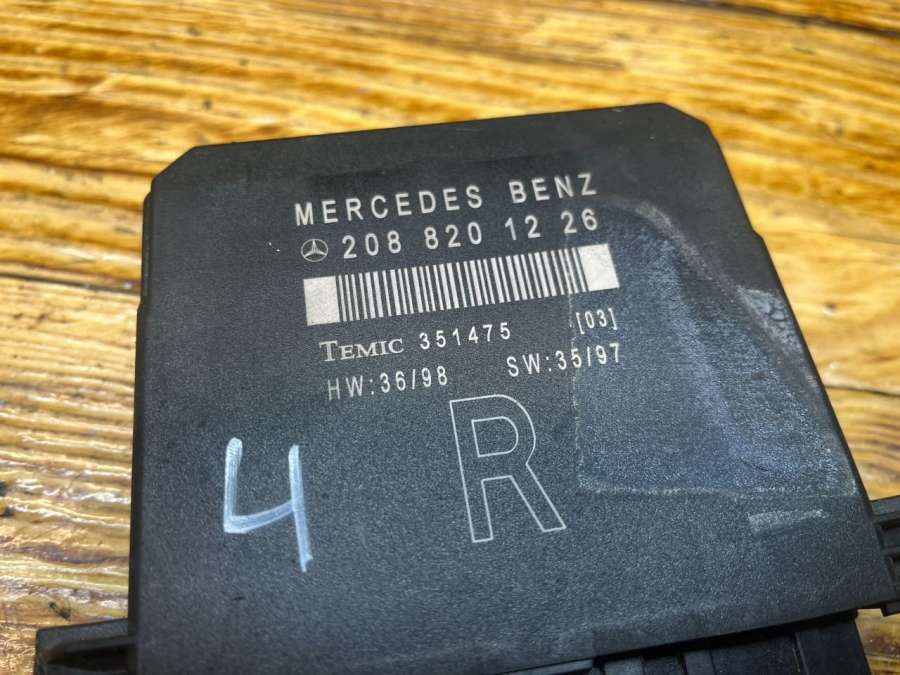 MERCEDES BENZ
208 820 12 26
TEMIC 351475 [03]
HW:36/98 SW:35/97
R
4